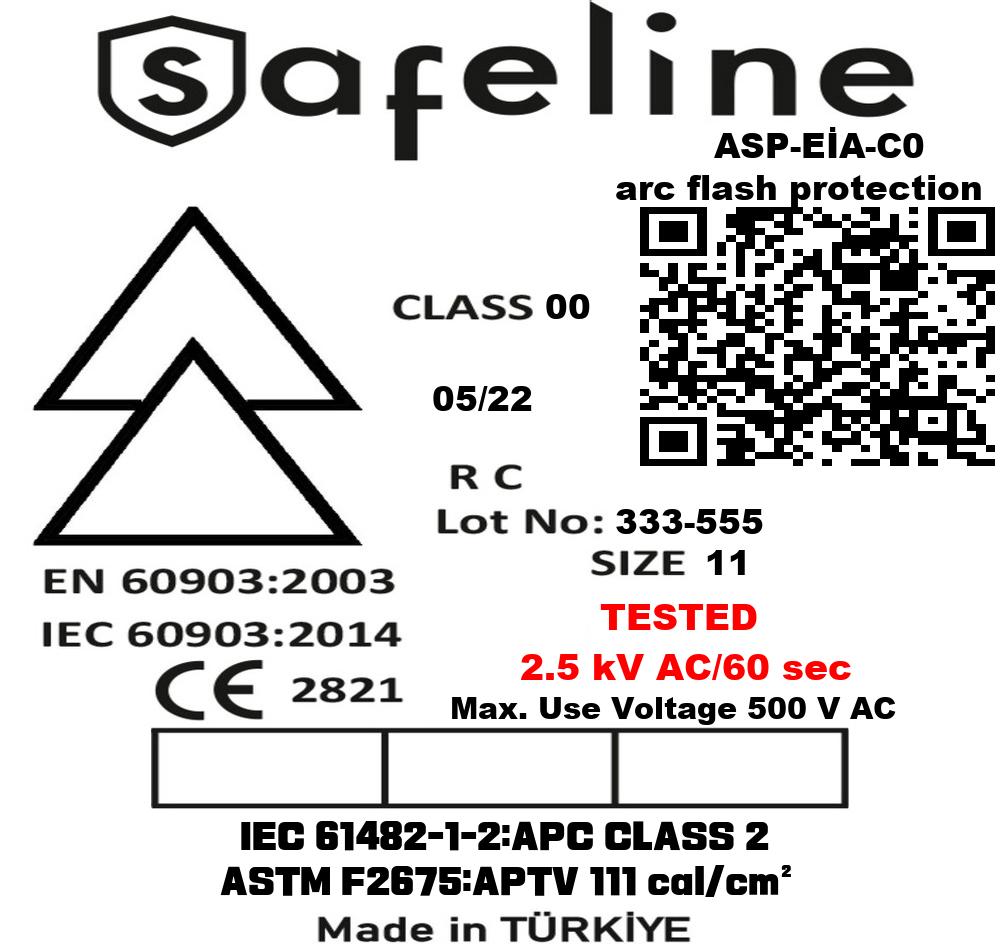 safeline
ASP-EİA-C0
arc flash protection
CLASS 00
05/22
R C
Lot No: 333-555
SIZE 11
EN 60903:2003
IEC 60903:2014
TESTED
2.5 kV AC/60 sec
CE 2821
Max. Use Voltage 500 V AC
IEC 61482-1-2:APC CLASS 2
ASTM F2675:APTV 111 cal/cm²
Made in TÜRKİYE